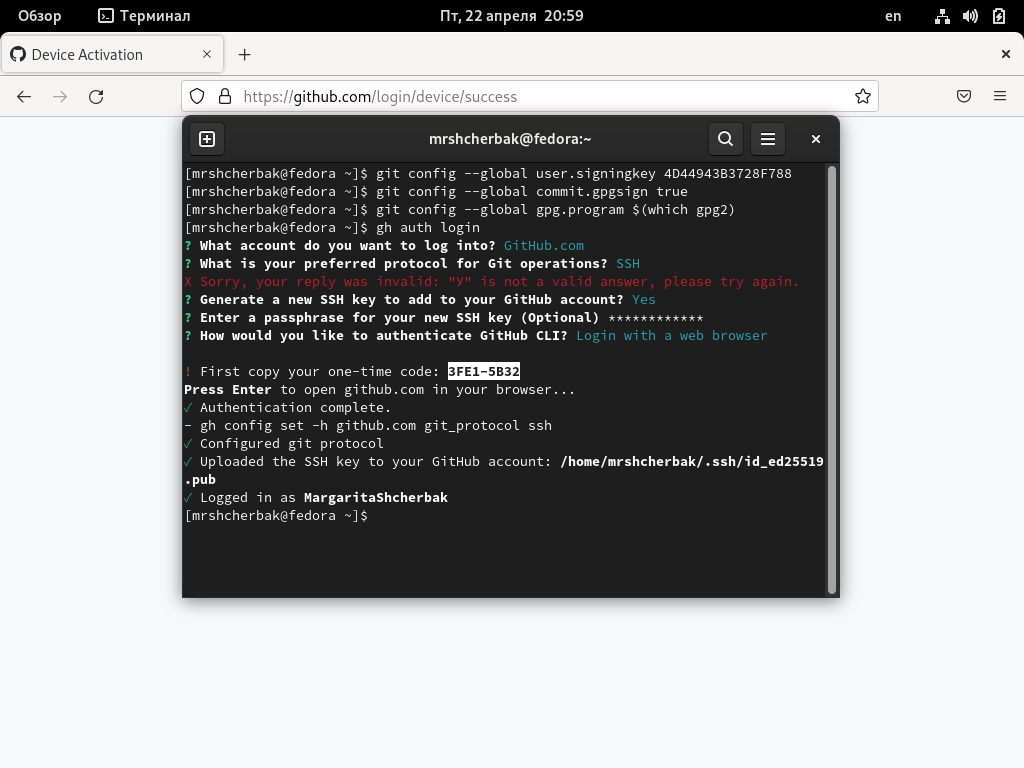 Обзор Терминал Пт, 22 апреля 20:59 en
Device Activation
https://github.com/login/device/success
mrshcherbak@fedora:~
[mrshcherbak@fedora ~]$ git config --global user.signingkey 4D44943B3728F788
[mrshcherbak@fedora ~]$ git config --global commit.gpgsign true
[mrshcherbak@fedora ~]$ git config --global gpg.program $(which gpg2)
[mrshcherbak@fedora ~]$ gh auth login
? What account do you want to log into? GitHub.com
? What is your preferred protocol for Git operations? SSH
X Sorry, your reply was invalid: "У" is not a valid answer, please try again.
? Generate a new SSH key to add to your GitHub account? Yes
? Enter a passphrase for your new SSH key (Optional) ************
? How would you like to authenticate GitHub CLI? Login with a web browser
! First copy your one-time code: 3FE1-5B32
Press Enter to open github.com in your browser...
✓ Authentication complete.
- gh config set -h github.com git_protocol ssh
✓ Configured git protocol
✓ Uploaded the SSH key to your GitHub account: /home/mrshcherbak/.ssh/id_ed25519
.pub
✓ Logged in as MargaritaShcherbak
[mrshcherbak@fedora ~]$